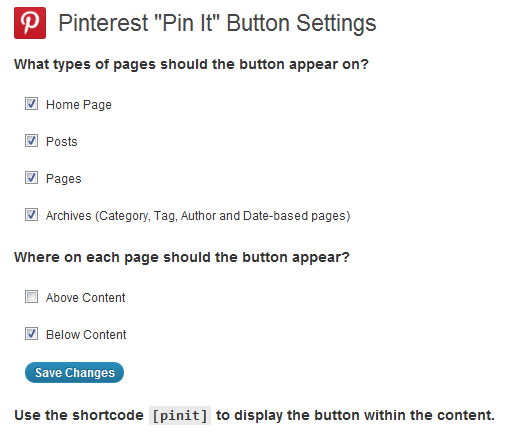 Pinterest "Pin It" Button Settings
What types of pages should the button appear on?
Home Page
Posts
Pages
Archives (Category, Tag, Author and Date-based pages)
Where on each page should the button appear?
Above Content
Below Content
Save Changes
Use the shortcode [pinit] to display the button within the content.